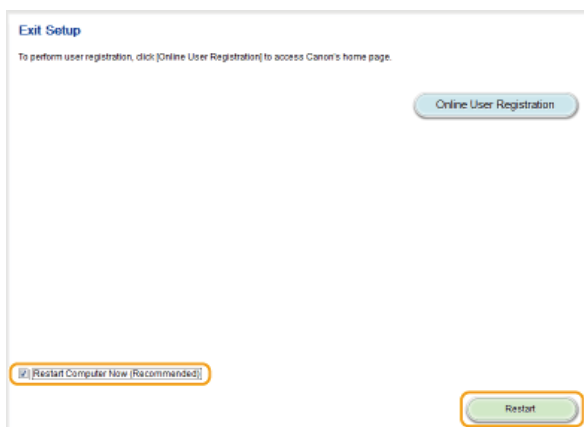 Exit Setup
To perform user registration, click [Online User Registration] to access Canon's home page.
Online User Registration
Restart Computer Now (Recommended)
Restart